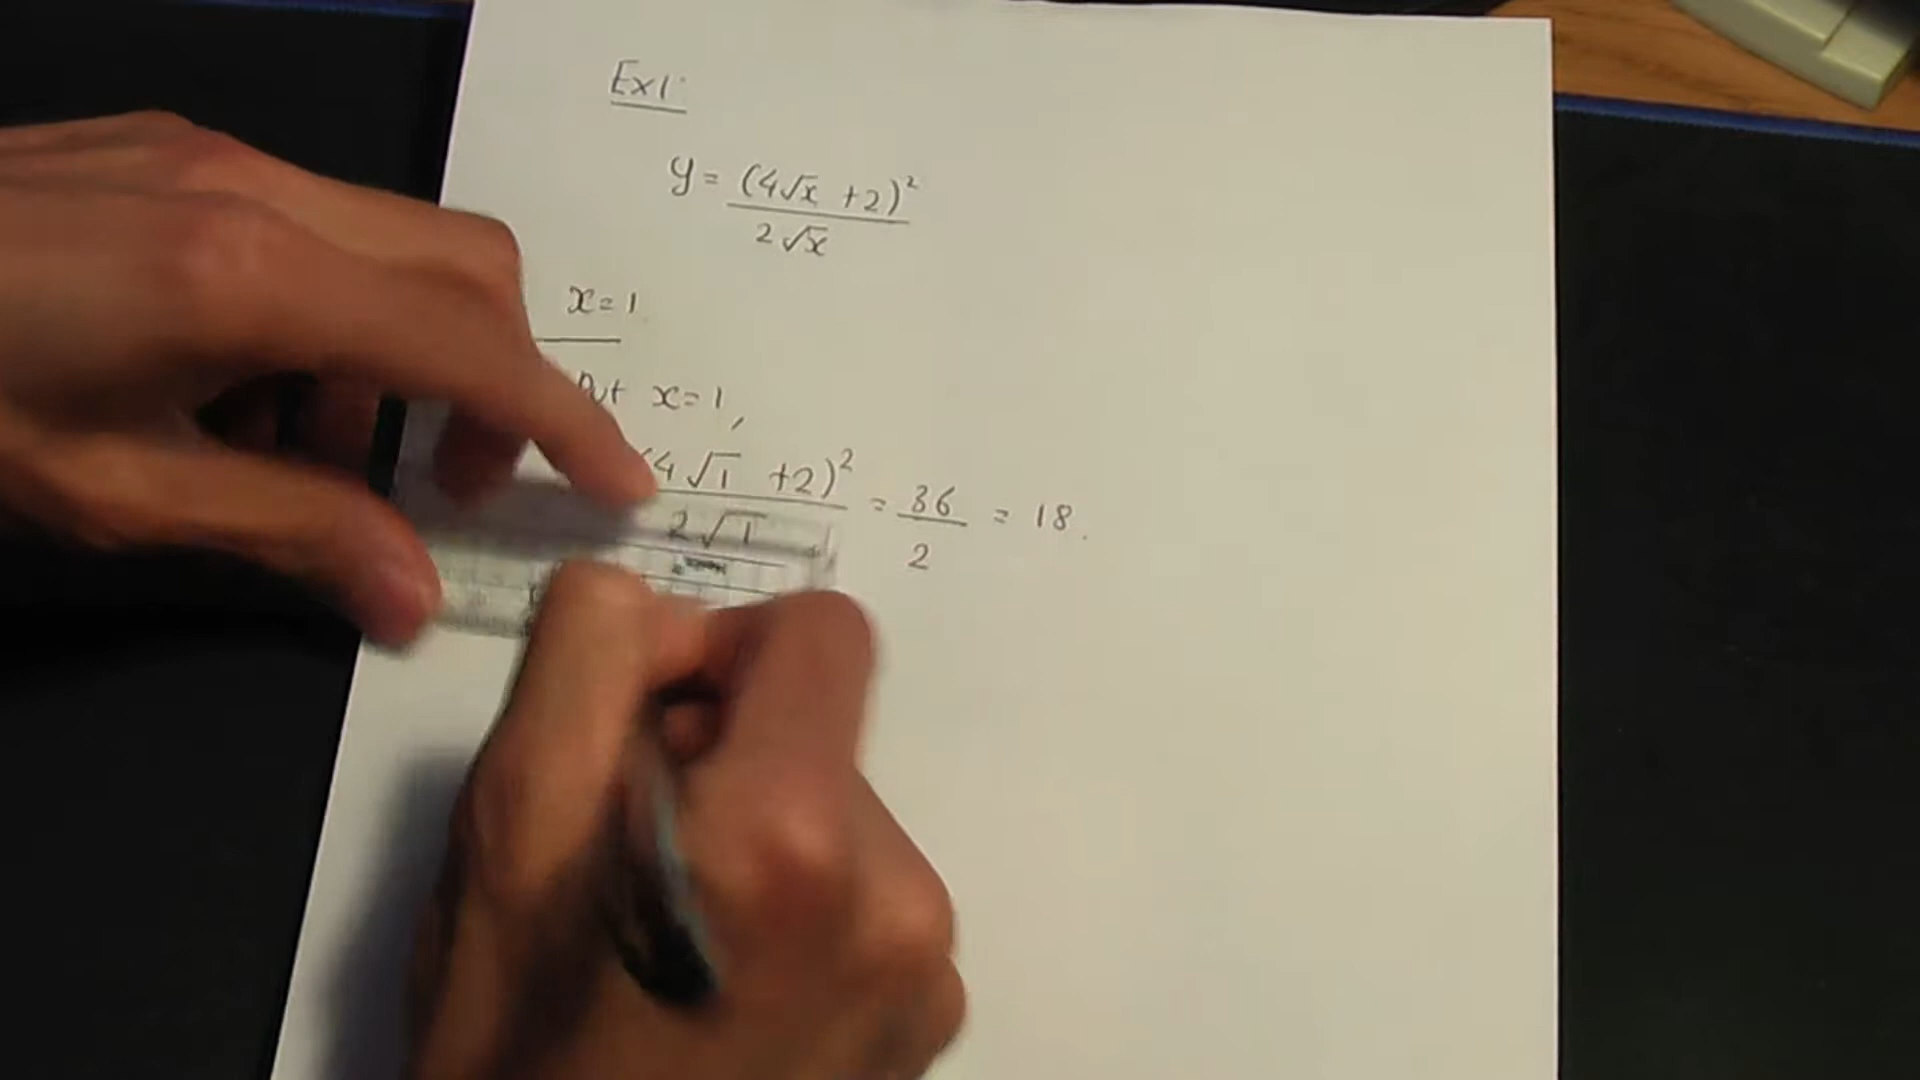 Ex1:
y = (4√x + 2)² / 2√x
x = 1
Put x = 1,
(4√1 + 2)² / 2√1 = 36 / 2 = 18.